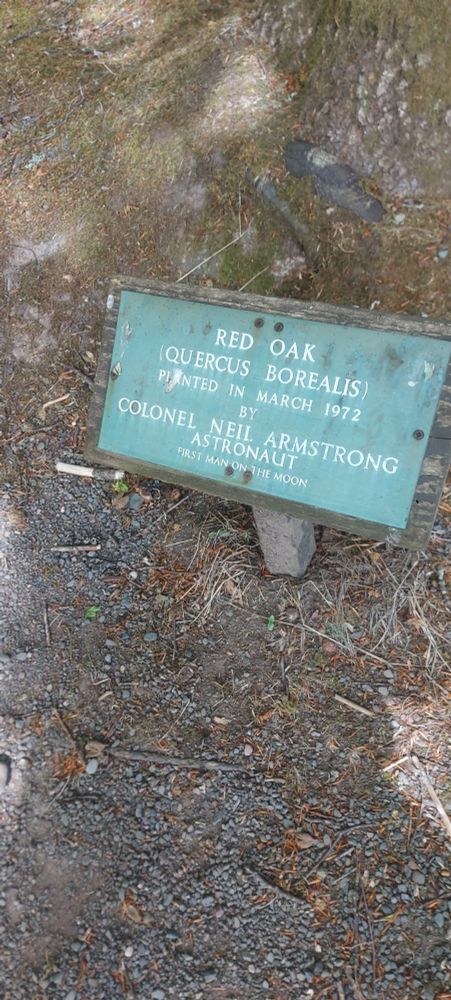 RED OAK
(QUERCUS BOREALIS)
PLANTED IN MARCH 1972
BY
COLONEL NEIL ARMSTRONG
ASTRONAUT
FIRST MAN ON THE MOON